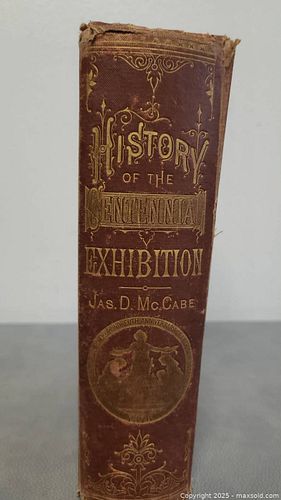 HISTORY
OF THE
CENTENNIAL
EXHIBITION
JAS. D. MCCABE
Copyright 2025 - maxsold.com